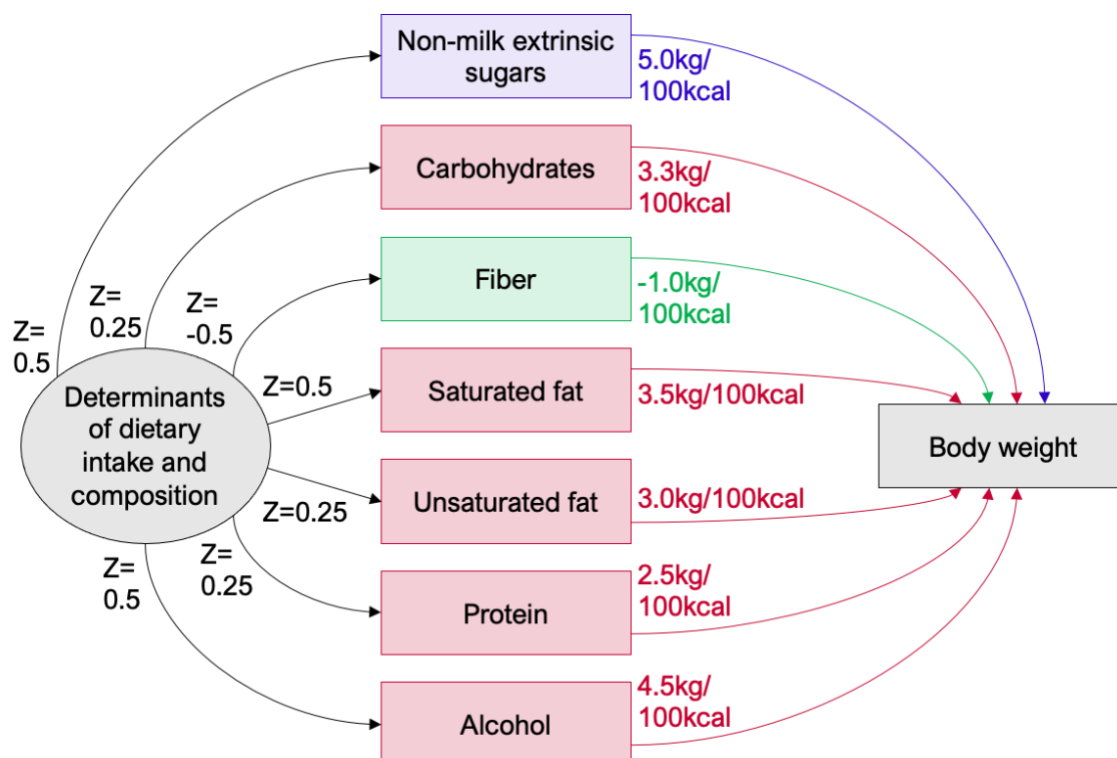 Non-milk extrinsic
sugars
5.0kg/
100kcal
Carbohydrates
3.3kg/
100kcal
Fiber
-1.0kg/
100kcal
Z=
0.5
Z=
0.25
Z=
-0.5
Z=0.5
Saturated fat
3.5kg/100kcal
Determinants
of dietary
intake and
composition
Body weight
Z=0.25
Unsaturated fat
3.0kg/100kcal
Z=
0.5
Z=
0.25
Protein
2.5kg/
100kcal
Alcohol
4.5kg/
100kcal